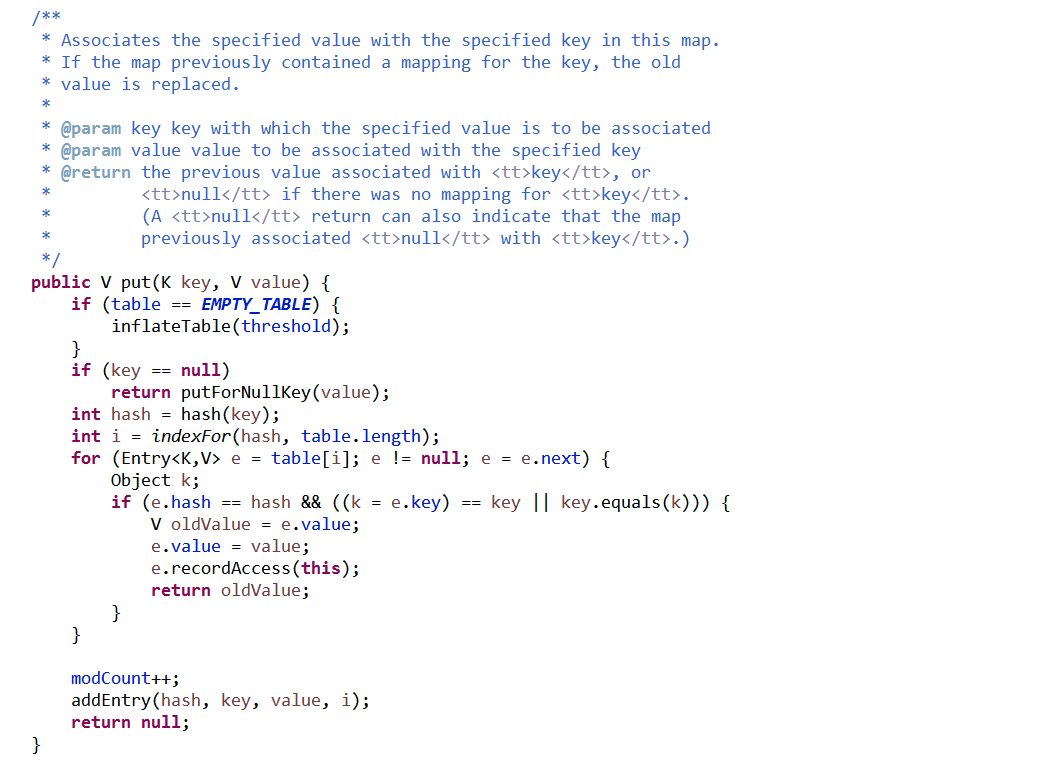 /**
 * Associates the specified value with the specified key in this map.
 * If the map previously contained a mapping for the key, the old
 * value is replaced.
 *
 * @param key key with which the specified value is to be associated
 * @param value value to be associated with the specified key
 * @return the previous value associated with <tt>key</tt>, or
 *         <tt>null</tt> if there was no mapping for <tt>key</tt>.
 *         (A <tt>null</tt> return can also indicate that the map
 *         previously associated <tt>null</tt> with <tt>key</tt>.)
 */
public V put(K key, V value) {
    if (table == EMPTY_TABLE) {
        inflateTable(threshold);
    }
    if (key == null)
        return putForNullKey(value);
    int hash = hash(key);
    int i = indexFor(hash, table.length);
    for (Entry<K,V> e = table[i]; e != null; e = e.next) {
        Object k;
        if (e.hash == hash && ((k = e.key) == key || key.equals(k))) {
            V oldValue = e.value;
            e.value = value;
            e.recordAccess(this);
            return oldValue;
        }
    }

    modCount++;
    addEntry(hash, key, value, i);
    return null;
}